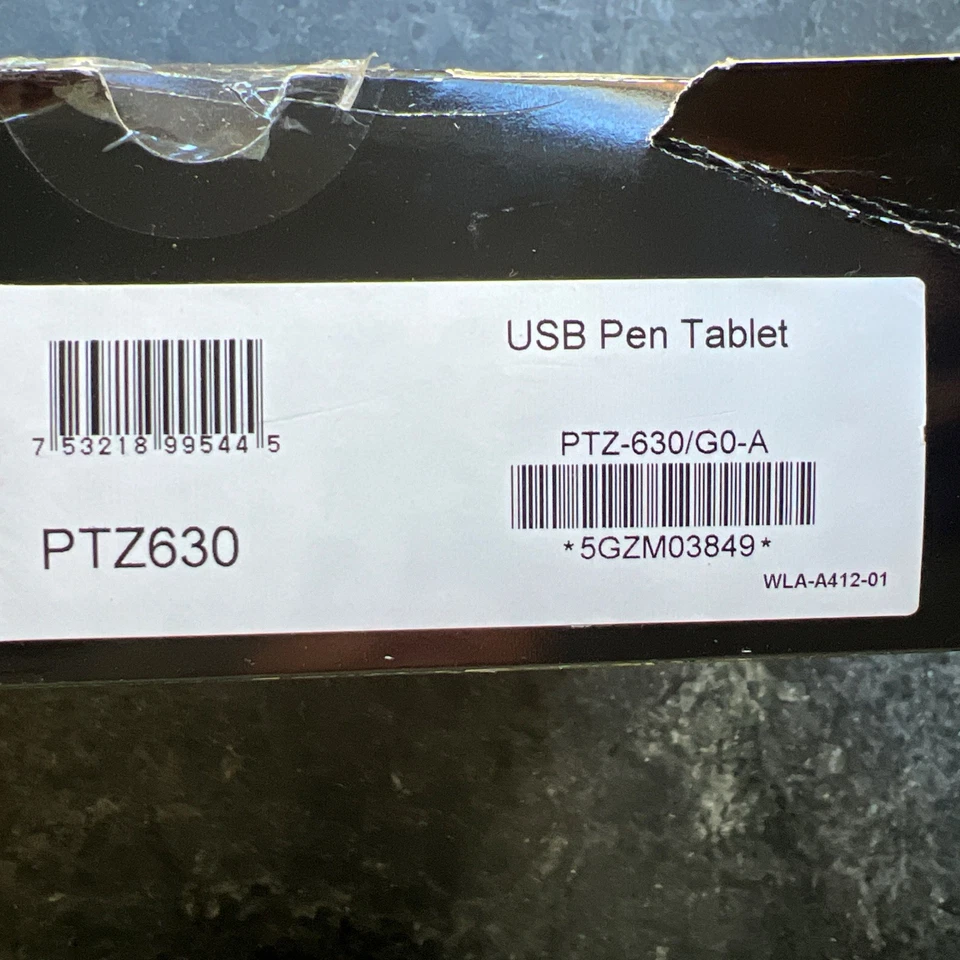 7 53218 99544 5
PTZ630
USB Pen Tablet
PTZ-630/G0-A
*5GZM03849*
WLA-A412-01